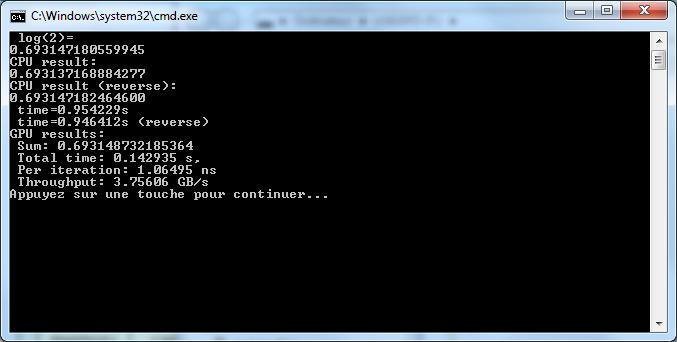 C:\Windows\system32\cmd.exe
log(2)=
0.693147180559945
CPU result:
0.693137168884277
CPU result (reverse):
0.693147182464600
time=0.954229s
time=0.946412s (reverse)
GPU results:
Sum: 0.693148732185364
Total time: 0.142935 s,
Per iteration: 1.06495 ns
Throughput: 3.75606 GB/s
Appuyez sur une touche pour continuer...